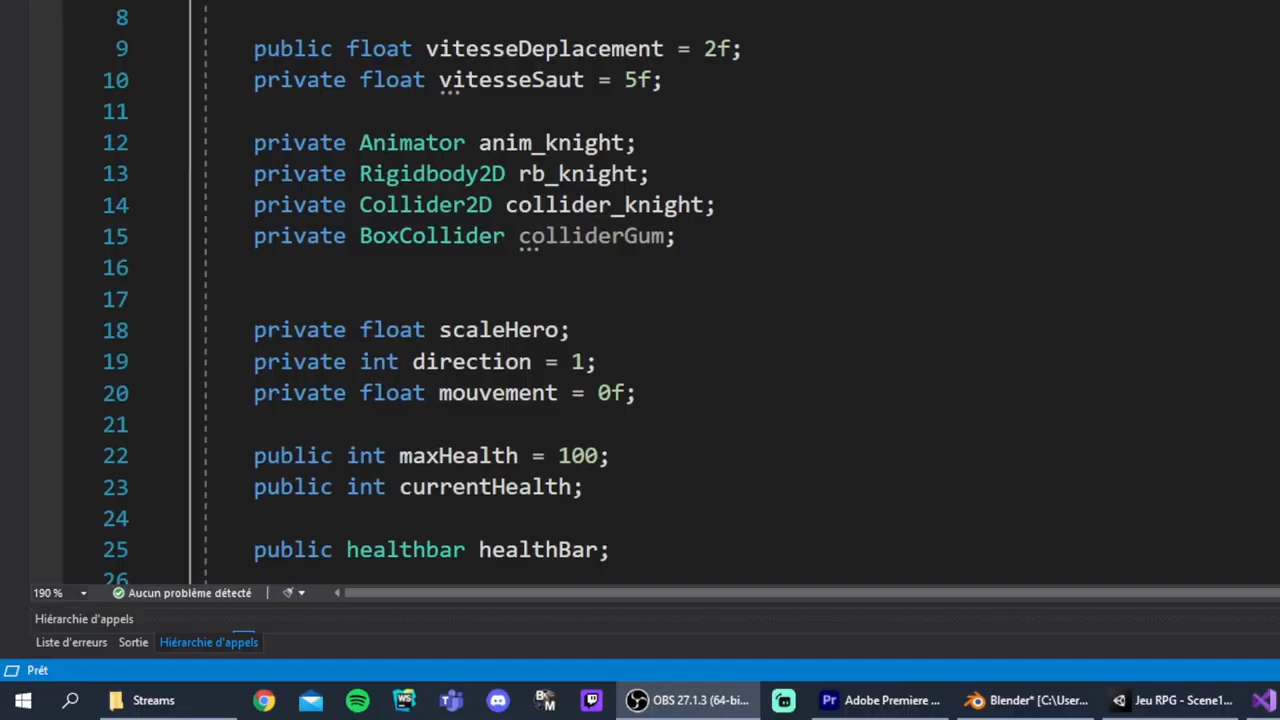 8
9 public float vitesseDeplacement = 2f;
10 private float vitesseSaut = 5f;
11
12 private Animator anim_knight;
13 private Rigidbody2D rb_knight;
14 private Collider2D collider_knight;
15 private BoxCollider colliderGum;
16
17
18 private float scaleHero;
19 private int direction = 1;
20 private float mouvement = 0f;
21
22 public int maxHealth = 100;
23 public int currentHealth;
24
25 public healthbar healthBar;
26
190 % Aucun problème détecté
Hiérarchie d'appels
Liste d'erreurs Sortie Hiérarchie d'appels
Prêt
Streams OBS 27.1.3 (64-bi... Adobe Premiere ... Blender* [C:\User... Jeu RPG - Scene1...